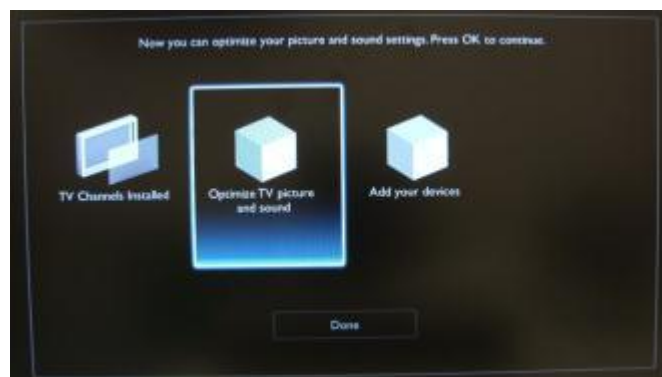 Now you can optimize your picture and sound settings. Press OK to continue.
TV Channels Installed
Optimize TV picture
and sound
Add your devices
Done